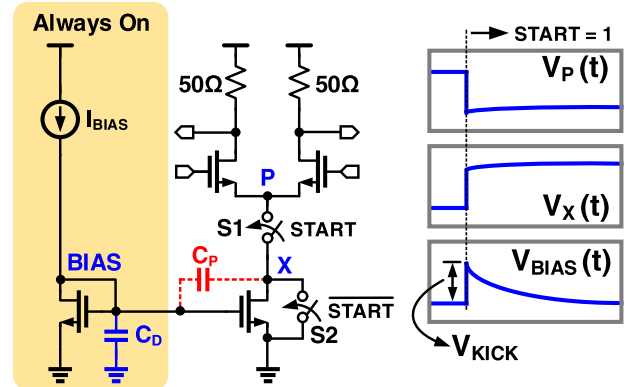 Always On
START = 1
50Ω
50Ω
V_P(t)
I_BIAS
P
S1
START
V_X(t)
BIAS
C_P
X
V_BIAS(t)
START
C_D
S2
V_KICK